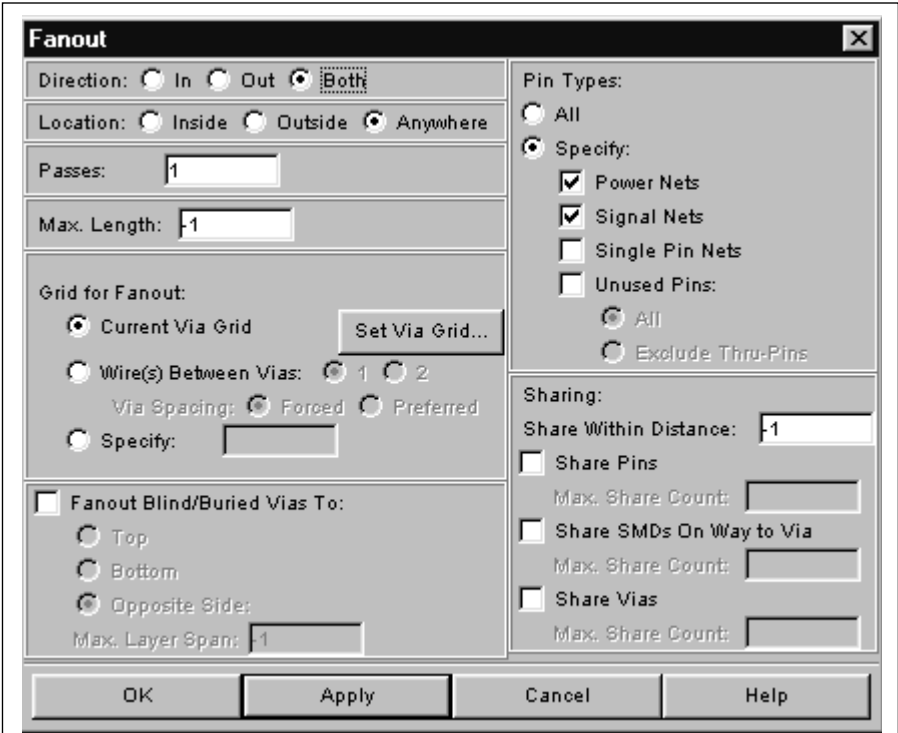 Fanout
Direction: In Out Both
Location: Inside Outside Anywhere
Passes: 1
Max. Length: -1
Grid for Fanout:
Current Via Grid
Set Via Grid...
Wire(s) Between Vias: 1 2
Via Spacing: Forced Preferred
Specify:
Fanout Blind/Buried Vias To:
Top
Bottom
Opposite Side:
Max. Layer Span: -1
Pin Types:
All
Specify:
Power Nets
Signal Nets
Single Pin Nets
Unused Pins:
All
Exclude Thru-Pins
Sharing:
Share Within Distance: -1
Share Pins
Max. Share Count:
Share SMDs On Way to Via
Max. Share Count:
Share Vias
Max. Share Count:
OK Apply Cancel Help